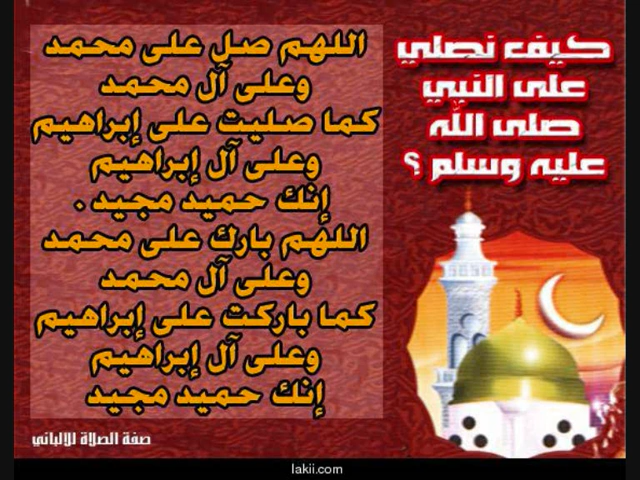 كيف نصلي
على النبي
صلى الله
عليه وسلم ؟
اللهم صل على محمد
وعلى آل محمد
كما صليت على إبراهيم
وعلى آل إبراهيم
إنك حميد مجيد .
اللهم بارك على محمد
وعلى آل محمد
كما باركت على إبراهيم
وعلى آل إبراهيم
إنك حميد مجيد
صفة الصلاة للالباني
lakii.com